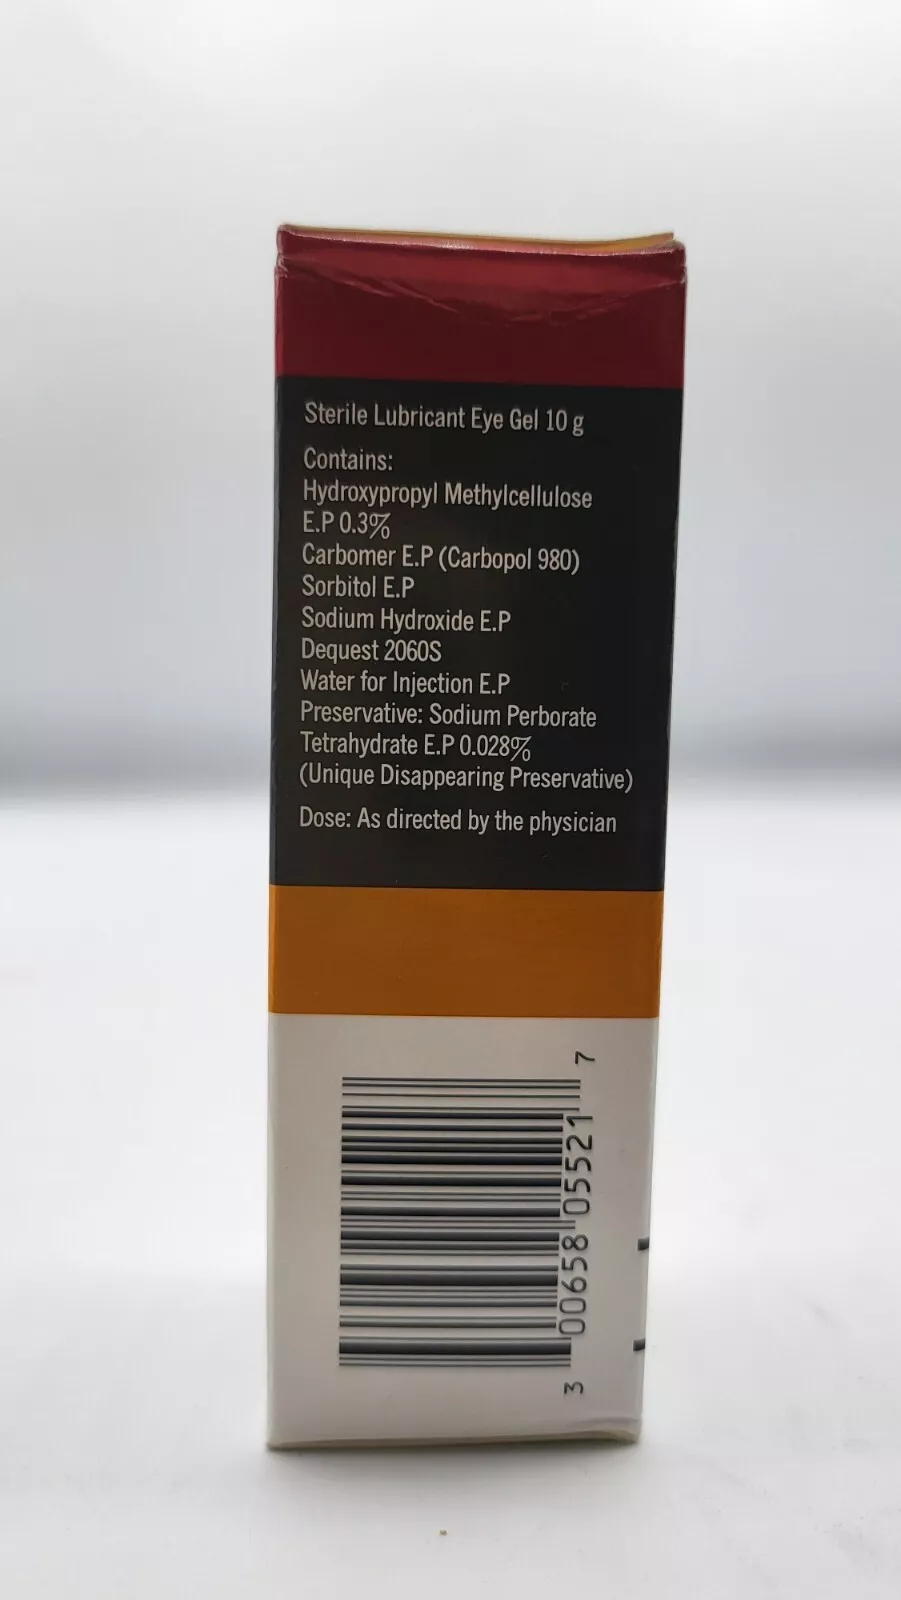 Sterile Lubricant Eye Gel 10 g
Contains:
Hydroxypropyl Methylcellulose
E.P 0.3%
Carbomer E.P (Carbopol 980)
Sorbitol E.P
Sodium Hydroxide E.P
Dequest 2060S
Water for Injection E.P
Preservative: Sodium Perborate
Tetrahydrate E.P 0.028%
(Unique Disappearing Preservative)
Dose: As directed by the physician
3 00658 05521 7